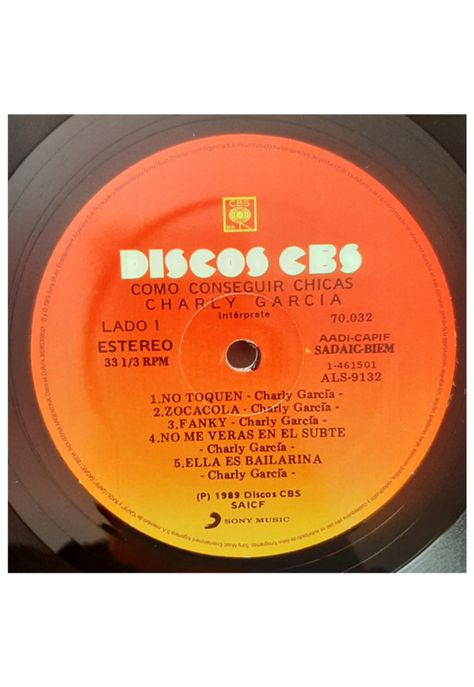 CBS
M.R.
DISCOS CBS
COMO CONSEGUIR CHICAS
CHARLY GARCIA
Intérprete
70.032
LADO 1
ESTEREO
33 1/3 RPM
AADI-CAPIF
SADAIC-BIEM
1-461501
ALS-9132
1.NO TOQUEN - Charly García -
2.ZOCACOLA - Charly García -
3.FANKY - Charly García -
4.NO ME VERAS EN EL SUBTE
- Charly García -
5.ELLA ES BAILARINA
- Charly García -
(P) 1989 Discos CBS
SAICF
SONY MUSIC